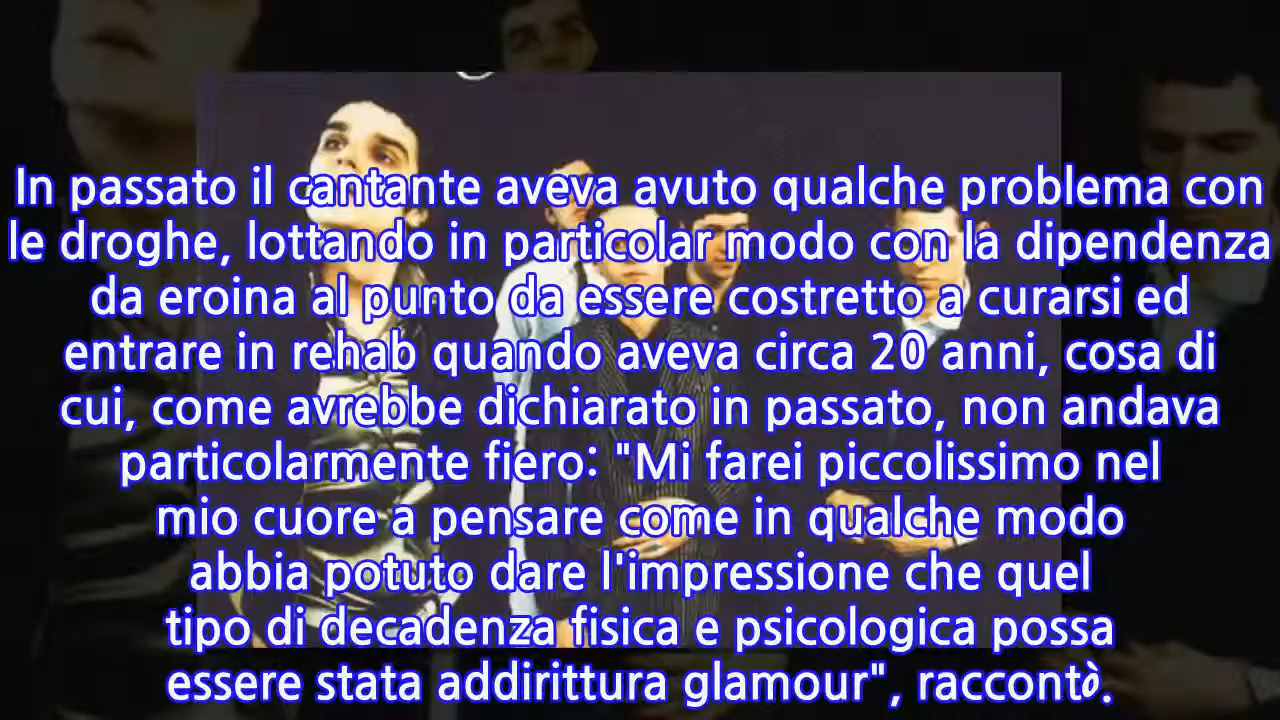 In passato il cantante aveva avuto qualche problema con
le droghe, lottando in particolar modo con la dipendenza
da eroina al punto da essere costretto a curarsi ed
entrare in rehab quando aveva circa 20 anni, cosa di
cui, come avrebbe dichiarato in passato, non andava
particolarmente fiero: "Mi farei piccolissimo nel
mio cuore a pensare come in qualche modo
abbia potuto dare l'impressione che quel
tipo di decadenza fisica e psicologica possa
essere stata addirittura glamour", raccontò.